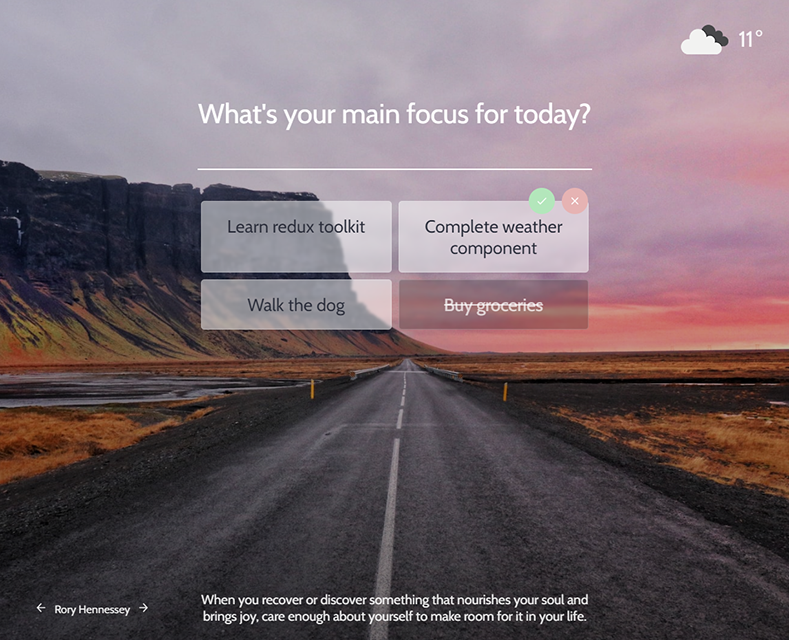 11°
What's your main focus for today?
Learn redux toolkit
Complete weather
component
Walk the dog
Buy groceries
When you recover or discover something that nourishes your soul and
brings joy, care enough about yourself to make room for it in your life.
Rory Hennessey